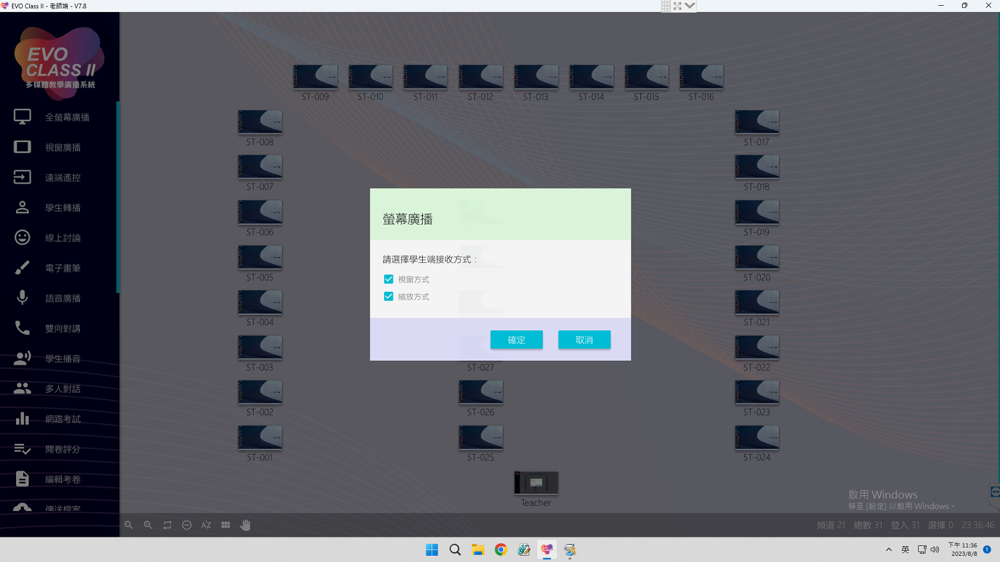 EVO Class II - 老師端 - V7.8
EVO
CLASS II
多媒體教學廣播系統
全螢幕廣播
視窗廣播
遠端遙控
學生轉播
線上討論
電子畫筆
語音廣播
雙向對講
學生播音
多人對話
網路考試
閱卷評分
編輯考卷
傳送檔案
ST-009 ST-010 ST-011 ST-012 ST-013 ST-014 ST-015 ST-016
ST-008 ST-017
ST-007 ST-018
ST-006 ST-019
ST-005 ST-020
ST-004 ST-021
ST-003 ST-027 ST-022
ST-002 ST-026 ST-023
ST-001 ST-025 ST-024
Teacher
螢幕廣播
請選擇學生端接收方式：
視窗方式
縮放方式
確定 取消
啟用 Windows
移至 [設定] 以啟用 Windows。
AZ
頻道 21 總數 31 登入 31 選擇 0 23:36:46
英
下午 11:36
2023/8/8
1